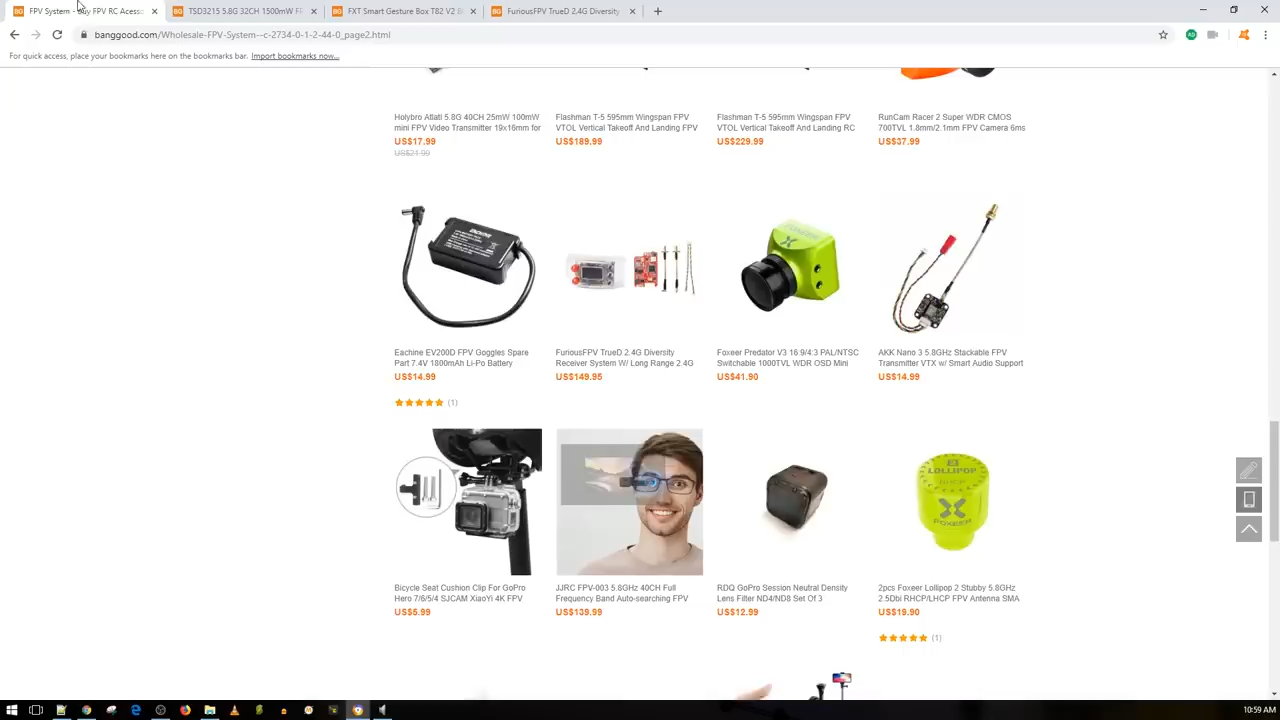 FPV System - Buy FPV RC Acess
TSD3215 5.8G 32CH 1500mW F
FXT Smart Gesture Box T82 V2
FuriousFPV TrueD 2.4G Diversity
banggood.com/Wholesale-FPV-System--c-2734-0-1-2-44-0_page2.html
For quick access, place your bookmarks here on the bookmarks bar. Import bookmarks now...
Holybro Atlatl 5.8G 40CH 25mW 100mW
mini FPV Video Transmitter 19x16mm for
US$17.99
US$21.99
Flashman T-5 595mm Wingspan FPV
VTOL Vertical Takeoff And Landing FPV
US$189.99
Flashman T-5 595mm Wingspan FPV
VTOL Vertical Takeoff And Landing RC
US$229.99
RunCam Racer 2 Super WDR CMOS
700TVL 1.8mm/2.1mm FPV Camera 6ms
US$37.99
Eachine EV200D FPV Goggles Spare
Part 7.4V 1800mAh Li-Po Battery
US$14.99
(1)
FuriousFPV TrueD 2.4G Diversity
Receiver System W/ Long Range 2.4G
US$149.95
Foxeer Predator V3 16:9/4:3 PAL/NTSC
Switchable 1000TVL WDR OSD Mini
US$41.90
AKK Nano 3 5.8GHz Stackable FPV
Transmitter VTX w/ Smart Audio Support
US$14.99
LOLLIPOP
RHCP
FOXEER
Bicycle Seat Cushion Clip For GoPro
Hero 7/6/5/4 SJCAM XiaoYi 4K FPV
US$5.99
JJRC FPV-003 5.8GHz 40CH Full
Frequency Band Auto-searching FPV
US$139.99
RDQ GoPro Session Neutral Density
Lens Filter ND4/ND8 Set Of 3
US$12.99
2pcs Foxeer Lollipop 2 Stubby 5.8GHz
2.5Dbi RHCP/LHCP FPV Antenna SMA
US$19.90
(1)
10:59 AM